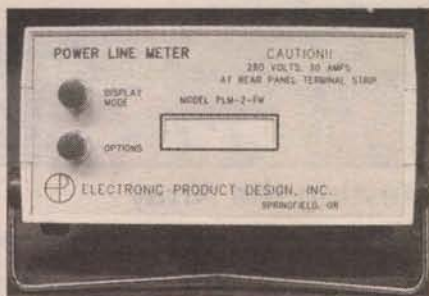 POWER LINE METER
CAUTION!!
280 VOLTS, 30 AMPS
AT REAR PANEL TERMINAL STRIP
DISPLAY
MODE
MODEL PLM-2-FW
OPTIONS
ELECTRONIC PRODUCT DESIGN, INC.
SPRINGFIELD, OR